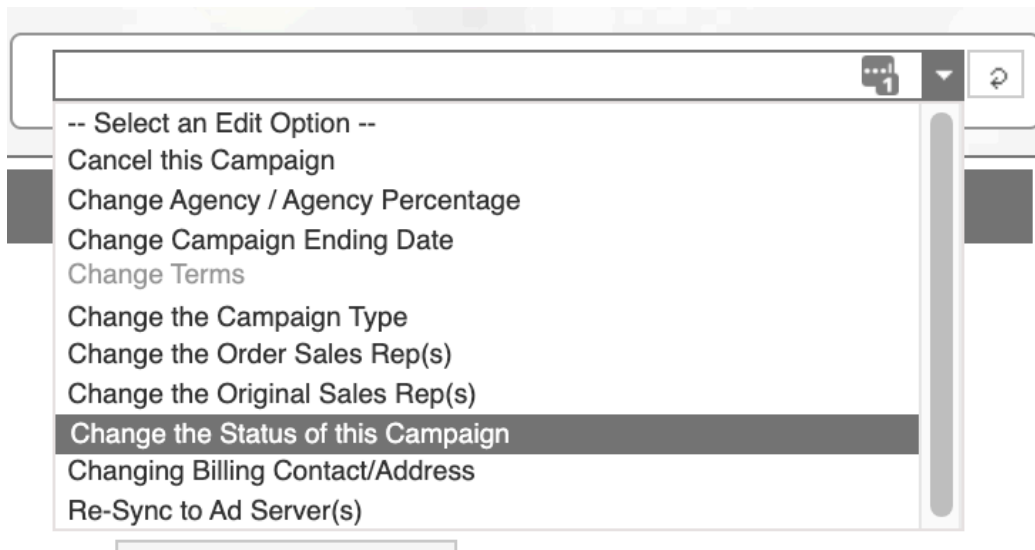 1
-- Select an Edit Option --
Cancel this Campaign
Change Agency / Agency Percentage
Change Campaign Ending Date
Change Terms
Change the Campaign Type
Change the Order Sales Rep(s)
Change the Original Sales Rep(s)
Change the Status of this Campaign
Changing Billing Contact/Address
Re-Sync to Ad Server(s)